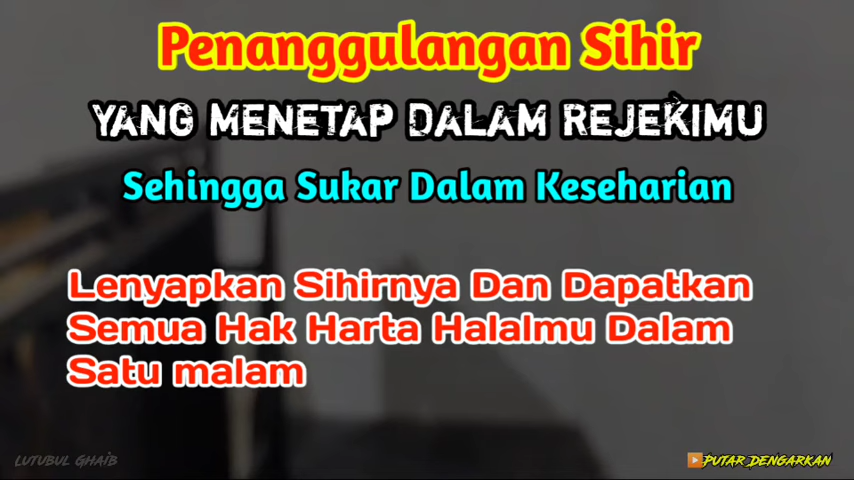 Penanggulangan Sihir
YANG MENETAP DALAM REJEKIMU
Sehingga Sukar Dalam Keseharian
Lenyapkan Sihirnya Dan Dapatkan
Semua Hak Harta Halalmu Dalam
Satu malam
LUTUBUL GHAIB
PUTAR DENGARKAN